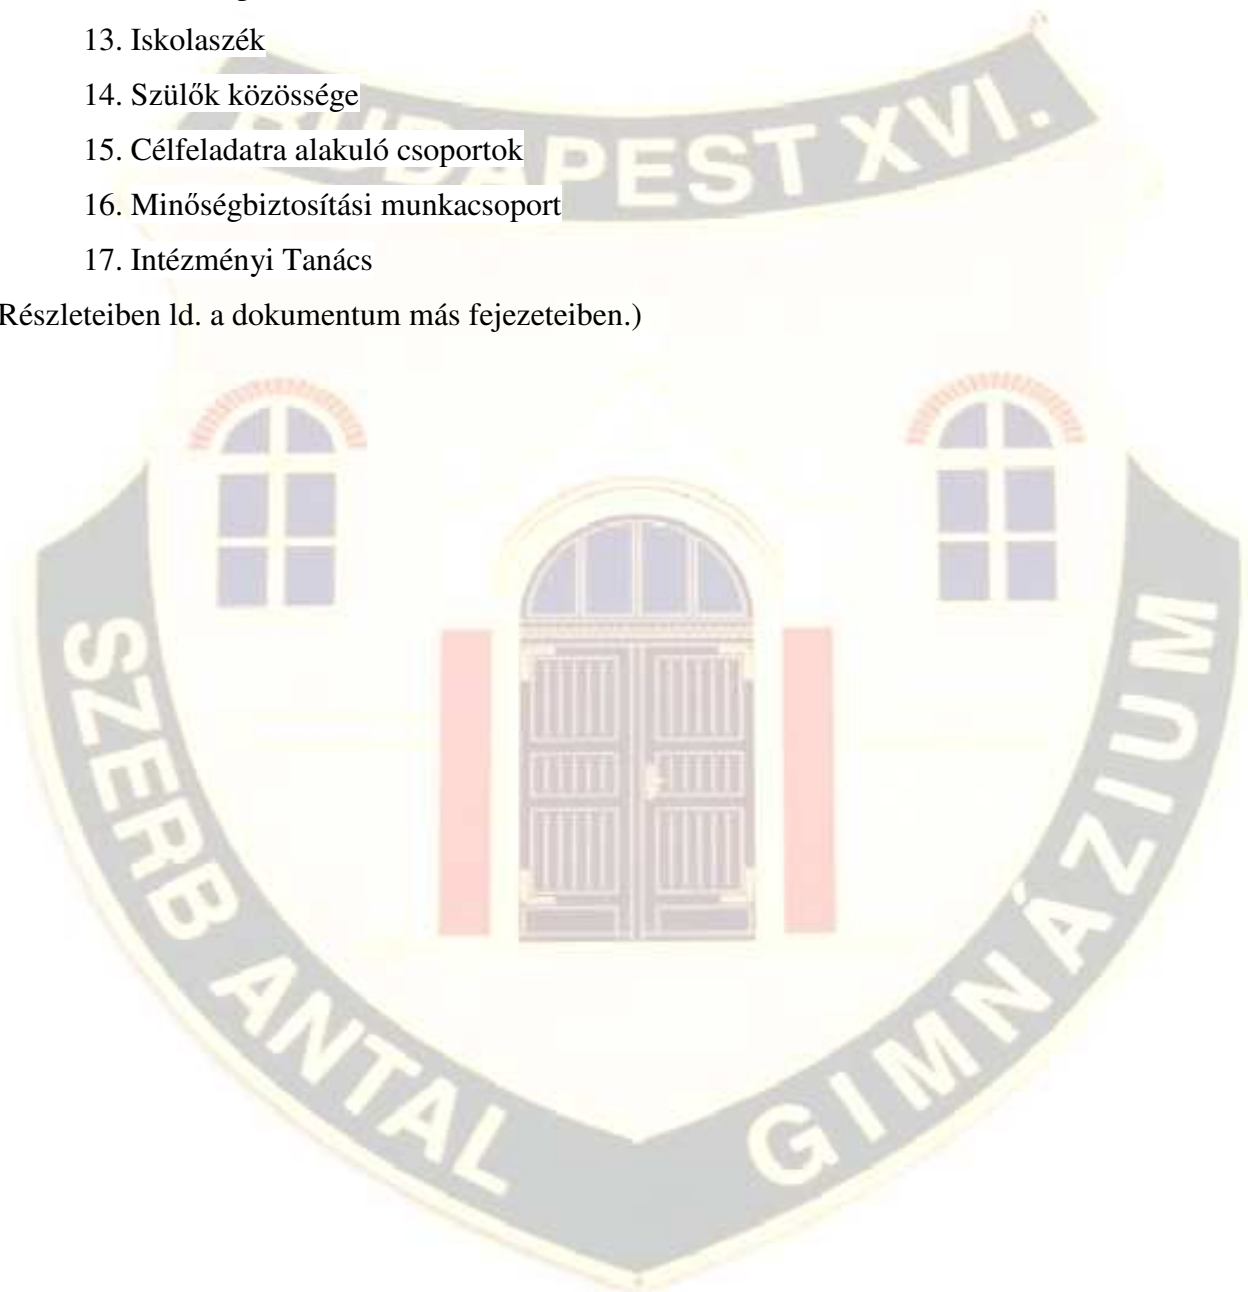 13. Iskolaszék
14. Szülők közössége
15. Célfeladatra alakuló csoportok
16. Minőségbiztosítási munkacsoport
17. Intézményi Tanács
Részleteiben ld. a dokumentum más fejezeteiben.)
BUDAPEST XVI.
SZERB ANTAL GIMNÁZIUM